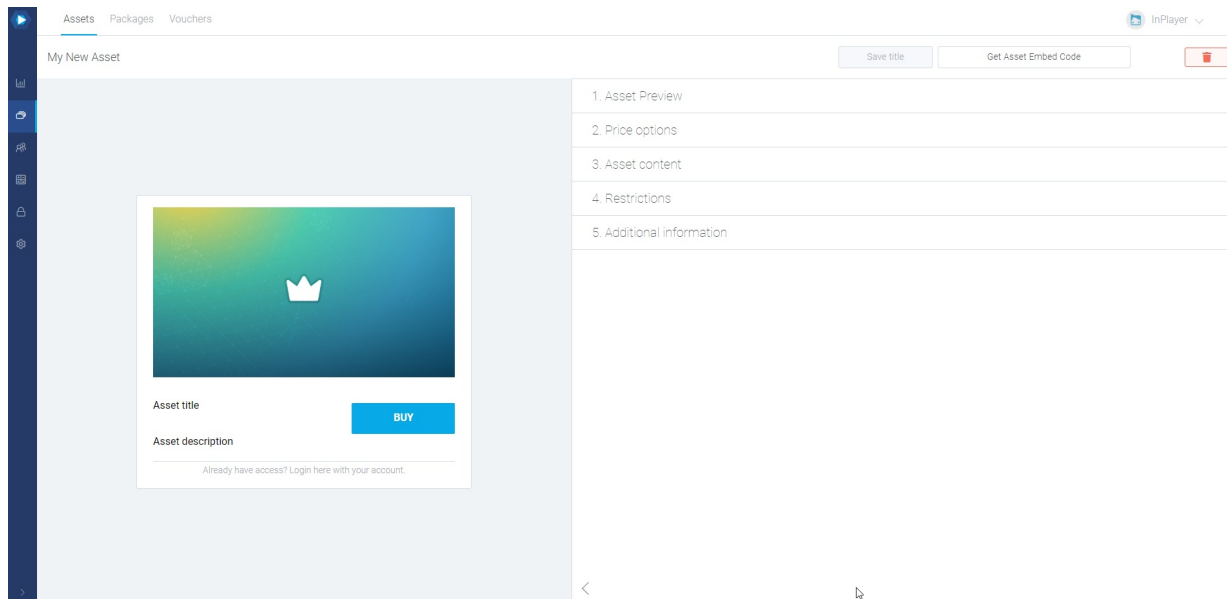 Assets Packages Vouchers InPlayer
My New Asset Save title Get Asset Embed Code
1. Asset Preview
2. Price options
3. Asset content
4. Restrictions
5. Additional information
Asset title
BUY
Asset description
Already have access? Login here with your account.